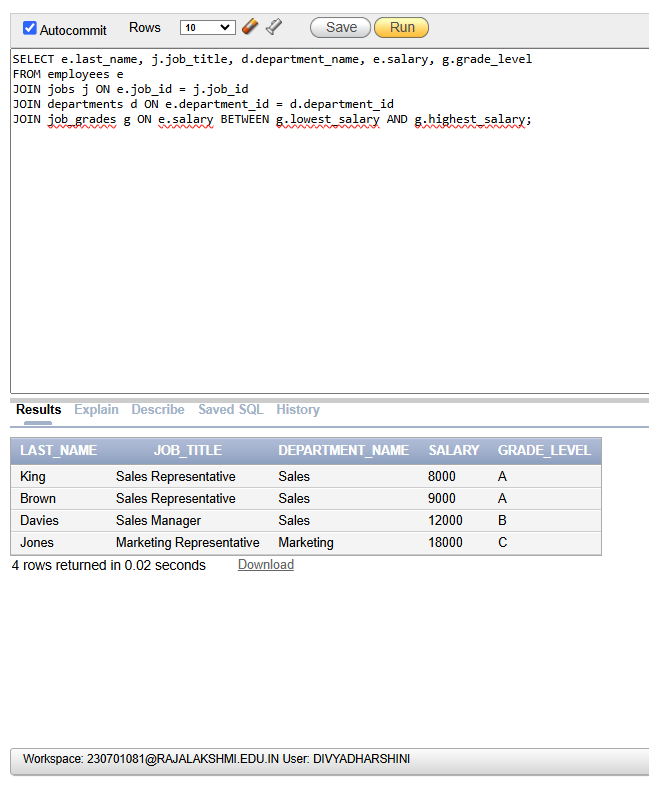 Autocommit Rows 10 Save Run
SELECT e.last_name, j.job_title, d.department_name, e.salary, g.grade_level
FROM employees e
JOIN jobs j ON e.job_id = j.job_id
JOIN departments d ON e.department_id = d.department_id
JOIN job_grades g ON e.salary BETWEEN g.lowest_salary AND g.highest_salary;
Results Explain Describe Saved SQL History
LAST_NAME JOB_TITLE DEPARTMENT_NAME SALARY GRADE_LEVEL
King Sales Representative Sales 8000 A
Brown Sales Representative Sales 9000 A
Davies Sales Manager Sales 12000 B
Jones Marketing Representative Marketing 18000 C
4 rows returned in 0.02 seconds Download
Workspace: 230701081@RAJALAKSHMI.EDU.IN User: DIVYADHARSHINI